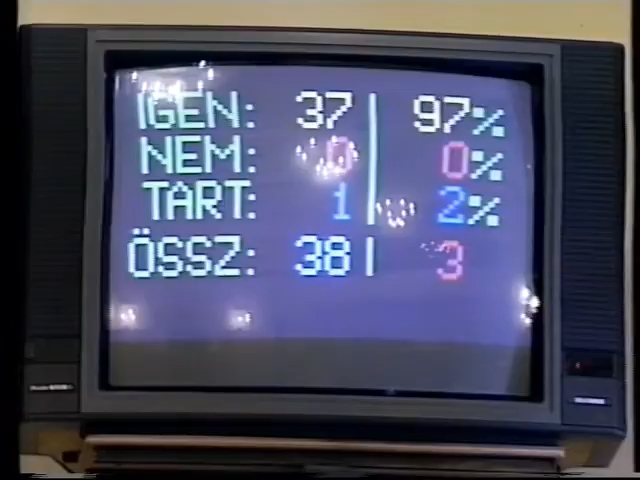 IGEN: 37 | 97%
NEM: 0 | 0%
TART: 1 | 2%
ÖSSZ: 38 | 3